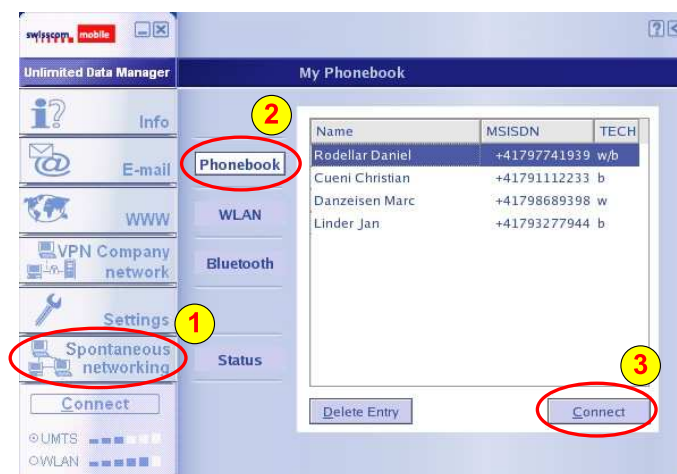 swisscom mobile
Unlimited Data Manager
My Phonebook
Info
E-mail
WWW
VPN Company
network
Settings
1
Spontaneous
networking
Connect
UMTS
WLAN
2
Phonebook
WLAN
Bluetooth
Status
Name MSISDN TECH
Rodellar Daniel +41797741939 w/b
Cueni Christian +41791112233 b
Danzeisen Marc +41798689398 w
Linder Jan +41793277944 b
3
Delete Entry
Connect